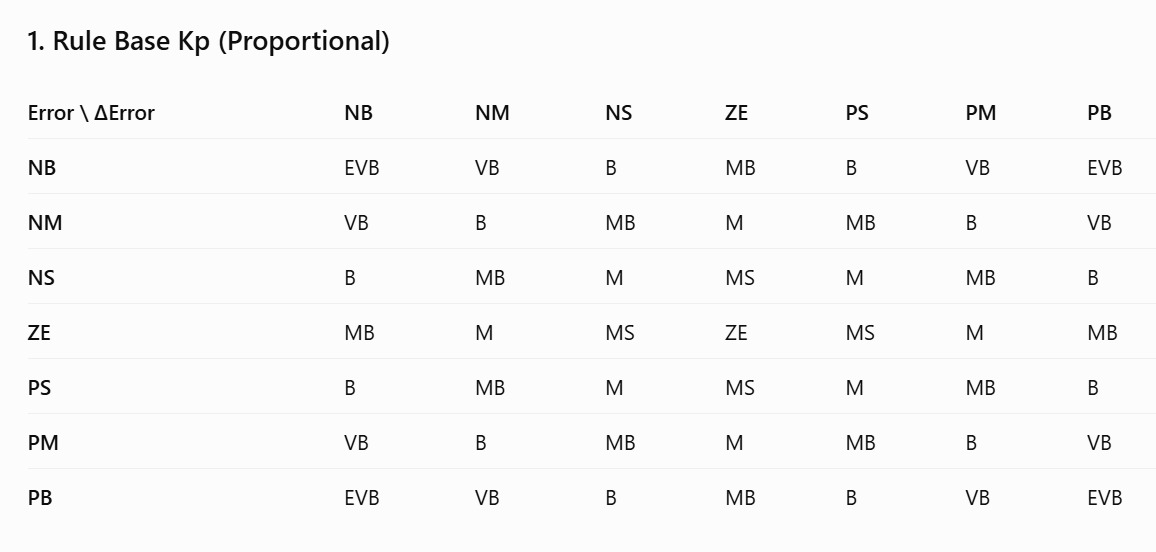 1. Rule Base Kp (Proportional)
Error \ ΔError NB NM NS ZE PS PM PB
NB EVB VB B MB B VB EVB
NM VB B MB M MB B VB
NS B MB M MS M MB B
ZE MB M MS ZE MS M MB
PS B MB M MS M MB B
PM VB B MB M MB B VB
PB EVB VB B MB B VB EVB